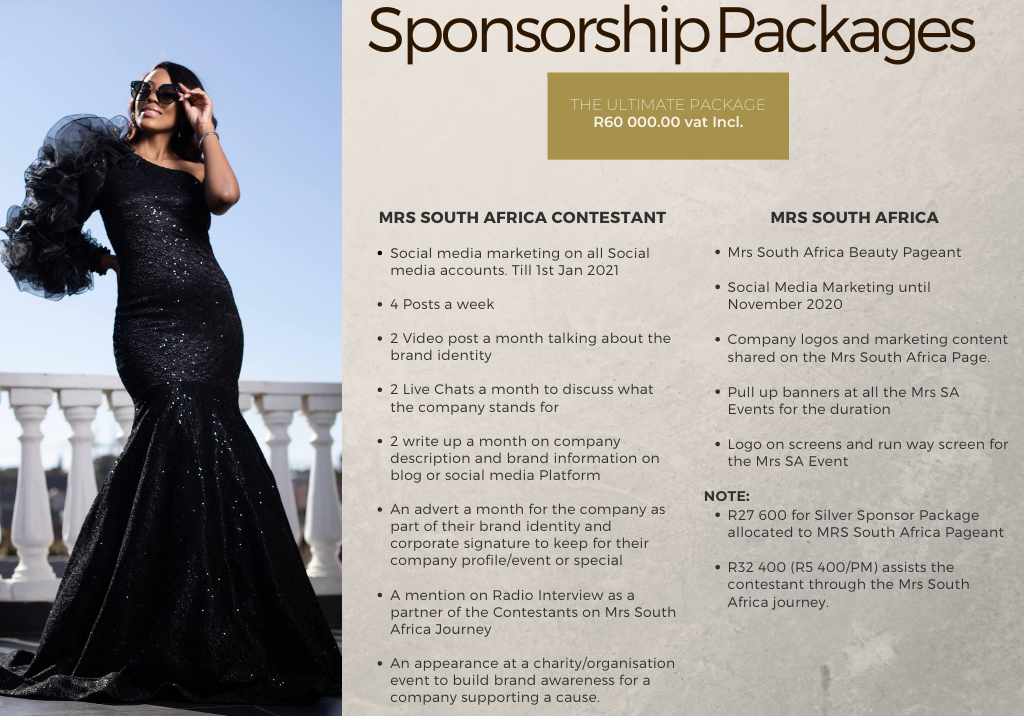 Sponsorship Packages
THE ULTIMATE PACKAGE
R60 000.00 vat Incl.
MRS SOUTH AFRICA CONTESTANT
• Social media marketing on all Social
media accounts. Till 1st Jan 2021
• 4 Posts a week
• 2 Video post a month talking about the
brand identity
• 2 Live Chats a month to discuss what
the company stands for
• 2 write up a month on company
description and brand information on
blog or social media Platform
• An advert a month for the company as
part of their brand identity and
corporate signature to keep for their
company profile/event or special
• A mention on Radio Interview as a
partner of the Contestants on Mrs South
Africa Journey
• An appearance at a charity/organisation
event to build brand awareness for a
company supporting a cause.
MRS SOUTH AFRICA
• Mrs South Africa Beauty Pageant
• Social Media Marketing until
November 2020
• Company logos and marketing content
shared on the Mrs South Africa Page.
• Pull up banners at all the Mrs SA
Events for the duration
• Logo on screens and run way screen for
the Mrs SA Event
NOTE:
• R27 600 for Silver Sponsor Package
allocated to MRS South Africa Pageant
• R32 400 (R5 400/PM) assists the
contestant through the Mrs South
Africa journey.